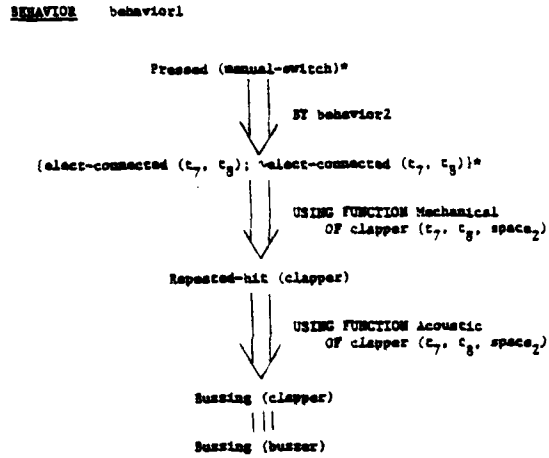 BEHAVIOR behavior1
Pressed (manual-switch)*
BY behavior2
{elect-connected (t7, t8); ~elect-connected (t7, t8)}*
USING FUNCTION Mechanical
OF clapper (t7, t8, space2)
Repeated-hit (clapper)
USING FUNCTION Acoustic
OF clapper (t7, t8, space2)
Buzzing (clapper)
Buzzing (buzzer)